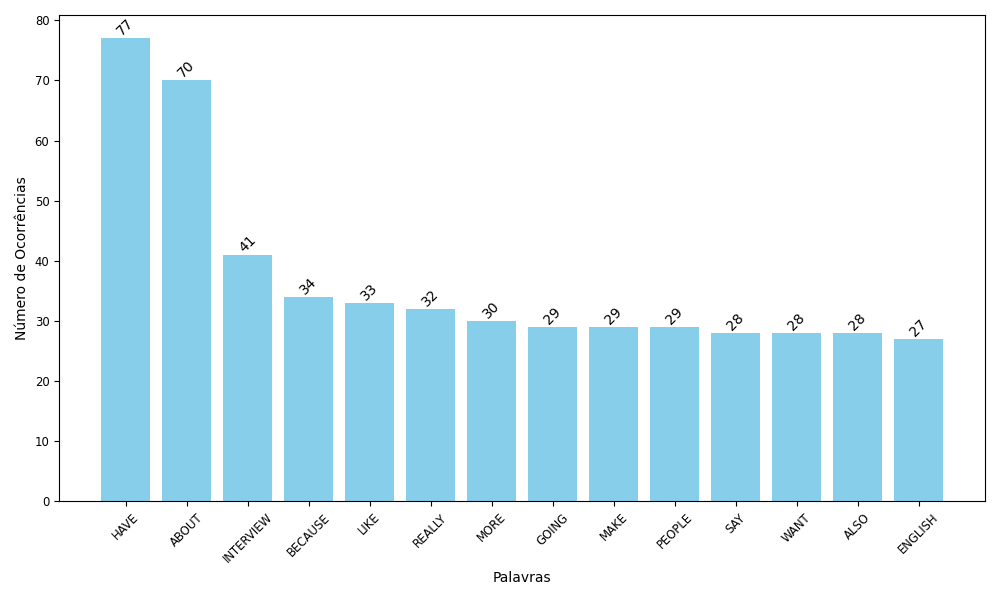 80
70
60
50
40
30
20
10
0
Número de Ocorrências
77
70
41
34
33
32
30
29
29
29
28
28
28
27
HAVE
ABOUT
INTERVIEW
BECAUSE
LIKE
REALLY
MORE
GOING
MAKE
PEOPLE
SAY
WANT
ALSO
ENGLISH
Palavras